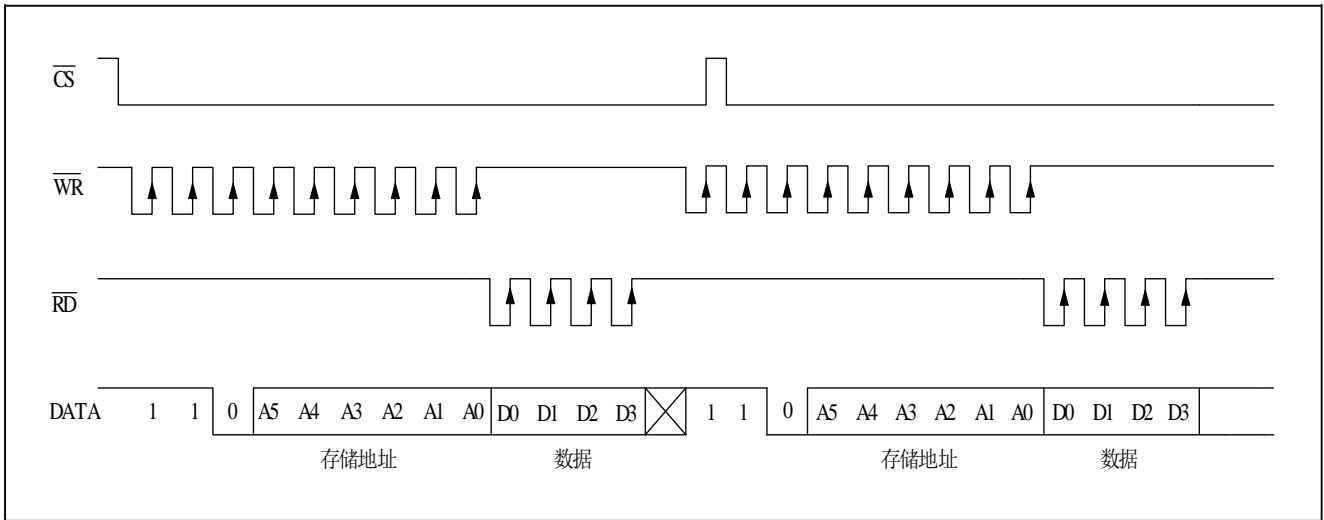 CS
WR
RD
DATA 1 1 0 A5 A4 A3 A2 A1 A0 D0 D1 D2 D3 1 1 0 A5 A4 A3 A2 A1 A0 D0 D1 D2 D3
存储地址 数据 存储地址 数据